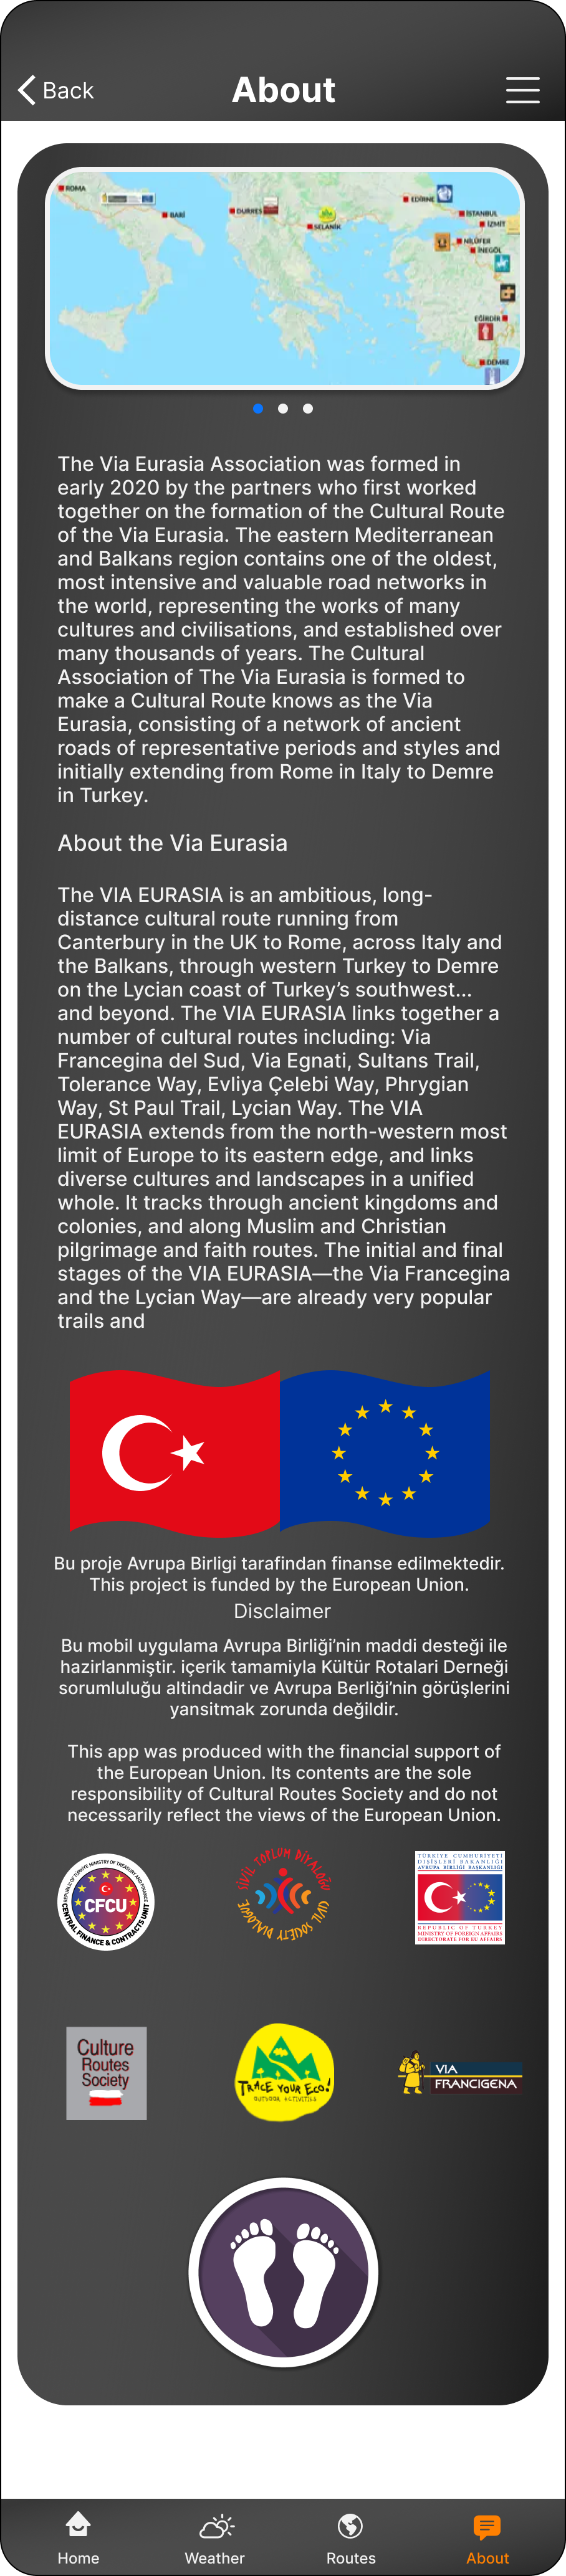 Back
About
ROMA
BARİ
DURRES
SELANİK
EDİRNE
İSTANBUL
İZMİT
NİLÜFER
İNEGÖL
EĞİRDİR
DEMRE
The Via Eurasia Association was formed in
early 2020 by the partners who first worked
together on the formation of the Cultural Route
of the Via Eurasia. The eastern Mediterranean
and Balkans region contains one of the oldest,
most intensive and valuable road networks in
the world, representing the works of many
cultures and civilisations, and established over
many thousands of years. The Cultural
Association of The Via Eurasia is formed to
make a Cultural Route knows as the Via
Eurasia, consisting of a network of ancient
roads of representative periods and styles and
initially extending from Rome in Italy to Demre
in Turkey.
About the Via Eurasia
The VIA EURASIA is an ambitious, long-
distance cultural route running from
Canterbury in the UK to Rome, across Italy and
the Balkans, through western Turkey to Demre
on the Lycian coast of Turkey's southwest...
and beyond. The VIA EURASIA links together a
number of cultural routes including: Via
Francegina del Sud, Via Egnati, Sultans Trail,
Tolerance Way, Evliya Çelebi Way, Phrygian
Way, St Paul Trail, Lycian Way. The VIA
EURASIA extends from the north-western most
limit of Europe to its eastern edge, and links
diverse cultures and landscapes in a unified
whole. It tracks through ancient kingdoms and
colonies, and along Muslim and Christian
pilgrimage and faith routes. The initial and final
stages of the VIA EURASIA—the Via Francegina
and the Lycian Way—are already very popular
trails and
Bu proje Avrupa Birligi tarafindan finanse edilmektedir.
This project is funded by the European Union.
Disclaimer
Bu mobil uygulama Avrupa Birliği'nin maddi desteği ile
hazirlanmiştir. içerik tamamiyla Kültür Rotalari Derneği
sorumluluğu altindadir ve Avrupa Berliği'nin görüşlerini
yansitmak zorunda değildir.
This app was produced with the financial support of
the European Union. Its contents are the sole
responsibility of Cultural Routes Society and do not
necessarily reflect the views of the European Union.
REPUBLIC OF TÜRKİYE MINISTRY OF TREASURY AND FINANCE
CFCU
CENTRAL FINANCE & CONTRACTS UNIT
SİVİL TOPLUM DİYALOĞU
CIVIL SOCIETY DIALOGUE
TÜRKİYE CUMHURİYETİ
DIŞİŞLERİ BAKANLIĞI
AVRUPA BİRLİĞİ BAŞKANLIĞI
REPUBLIC OF TURKEY
MINISTRY OF FOREIGN AFFAIRS
DIRECTORATE FOR EU AFFAIRS
Culture
Routes
Society
TRACE YOUR ECO!
OUTDOOR ACTIVITIES
VIA
FRANCIGENA
Home
Weather
Routes
About